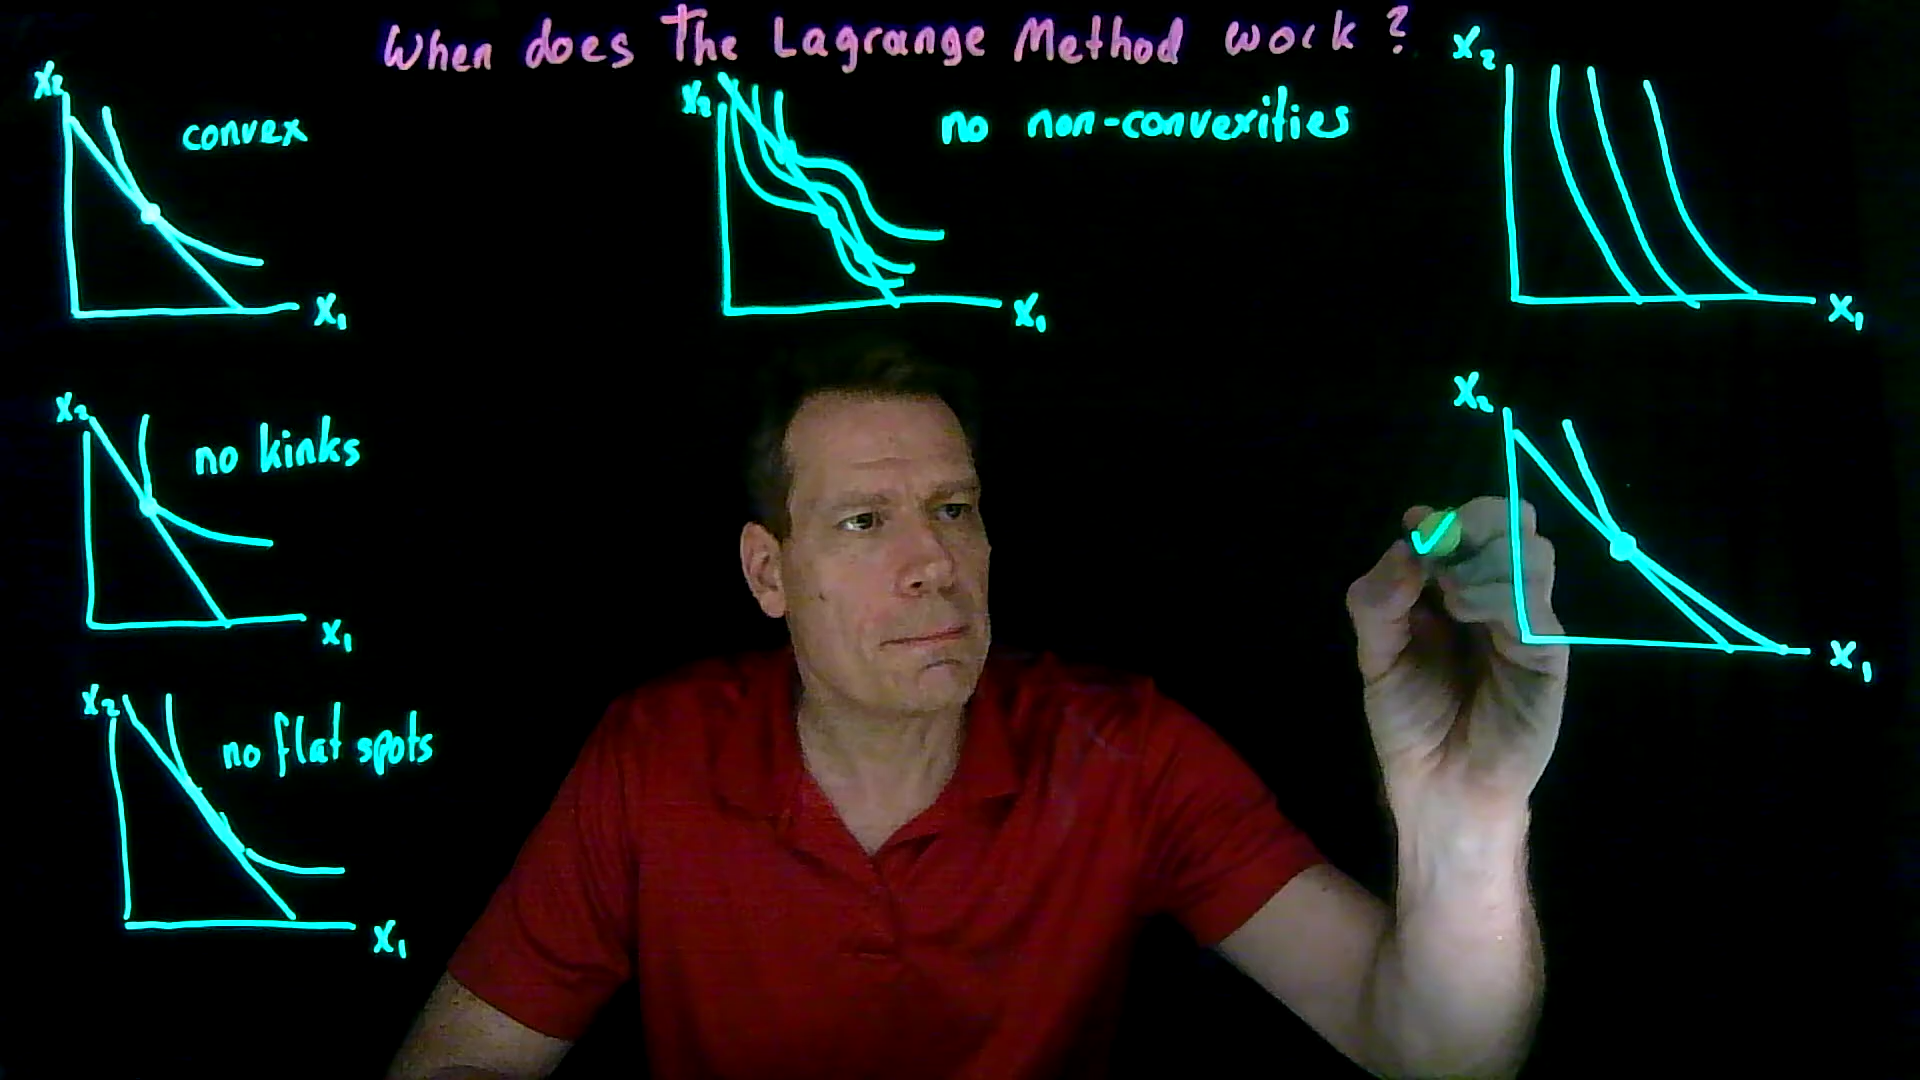 When does The Lagrange Method work ?
X₂
convex
X₁
X₂
no non-convexities
X₁
X₂
X₁
X₂
no kinks
X₁
X₂
✓
X₁
X₂
no flat spots
X₁